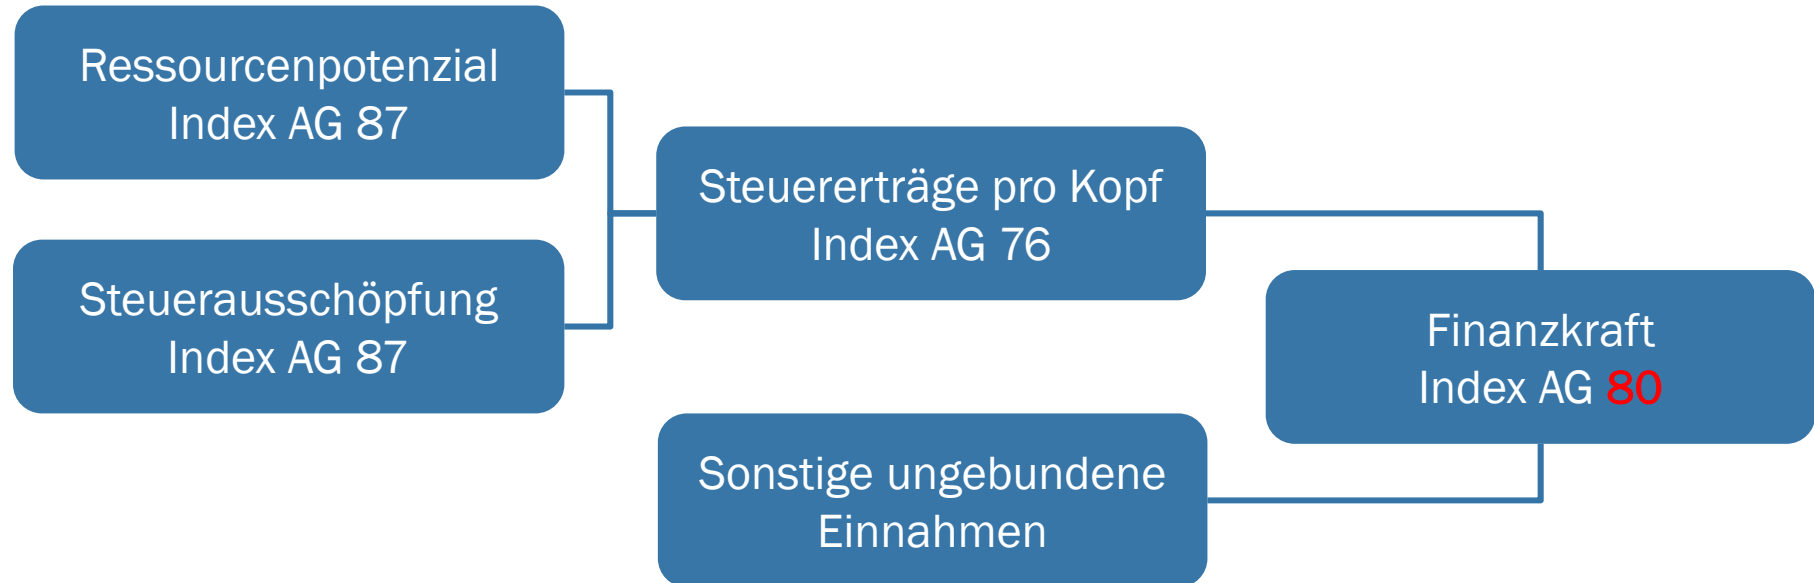 Ressourcenpotenzial
Index AG 87
Steuerausschöpfung
Index AG 87
Steuererträge pro Kopf
Index AG 76
Sonstige ungebundene
Einnahmen
Finanzkraft
Index AG 80